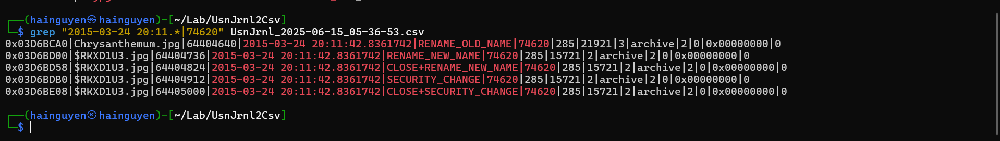 ┌──(hainguyen㉿hainguyen)-[~/Lab/UsnJrnl2Csv]
└─$ grep "2015-03-24 20:11.*|74620" UsnJrnl_2025-06-15_05-36-53.csv
0x03D6BCA0|Chrysanthemum.jpg|64404640|2015-03-24 20:11:42.8361742|RENAME_OLD_NAME|74620|285|21921|3|archive|2|0|0x00000000|0
0x03D6BD00|$RKXD1U3.jpg|64404736|2015-03-24 20:11:42.8361742|RENAME_NEW_NAME|74620|285|15721|2|archive|2|0|0x00000000|0
0x03D6BD58|$RKXD1U3.jpg|64404824|2015-03-24 20:11:42.8361742|CLOSE+RENAME_NEW_NAME|74620|285|15721|2|archive|2|0|0x00000000|0
0x03D6BDB0|$RKXD1U3.jpg|64404912|2015-03-24 20:11:42.8361742|SECURITY_CHANGE|74620|285|15721|2|archive|2|0|0x00000000|0
0x03D6BE08|$RKXD1U3.jpg|64405000|2015-03-24 20:11:42.8361742|CLOSE+SECURITY_CHANGE|74620|285|15721|2|archive|2|0|0x00000000|0
┌──(hainguyen㉿hainguyen)-[~/Lab/UsnJrnl2Csv]
└─$